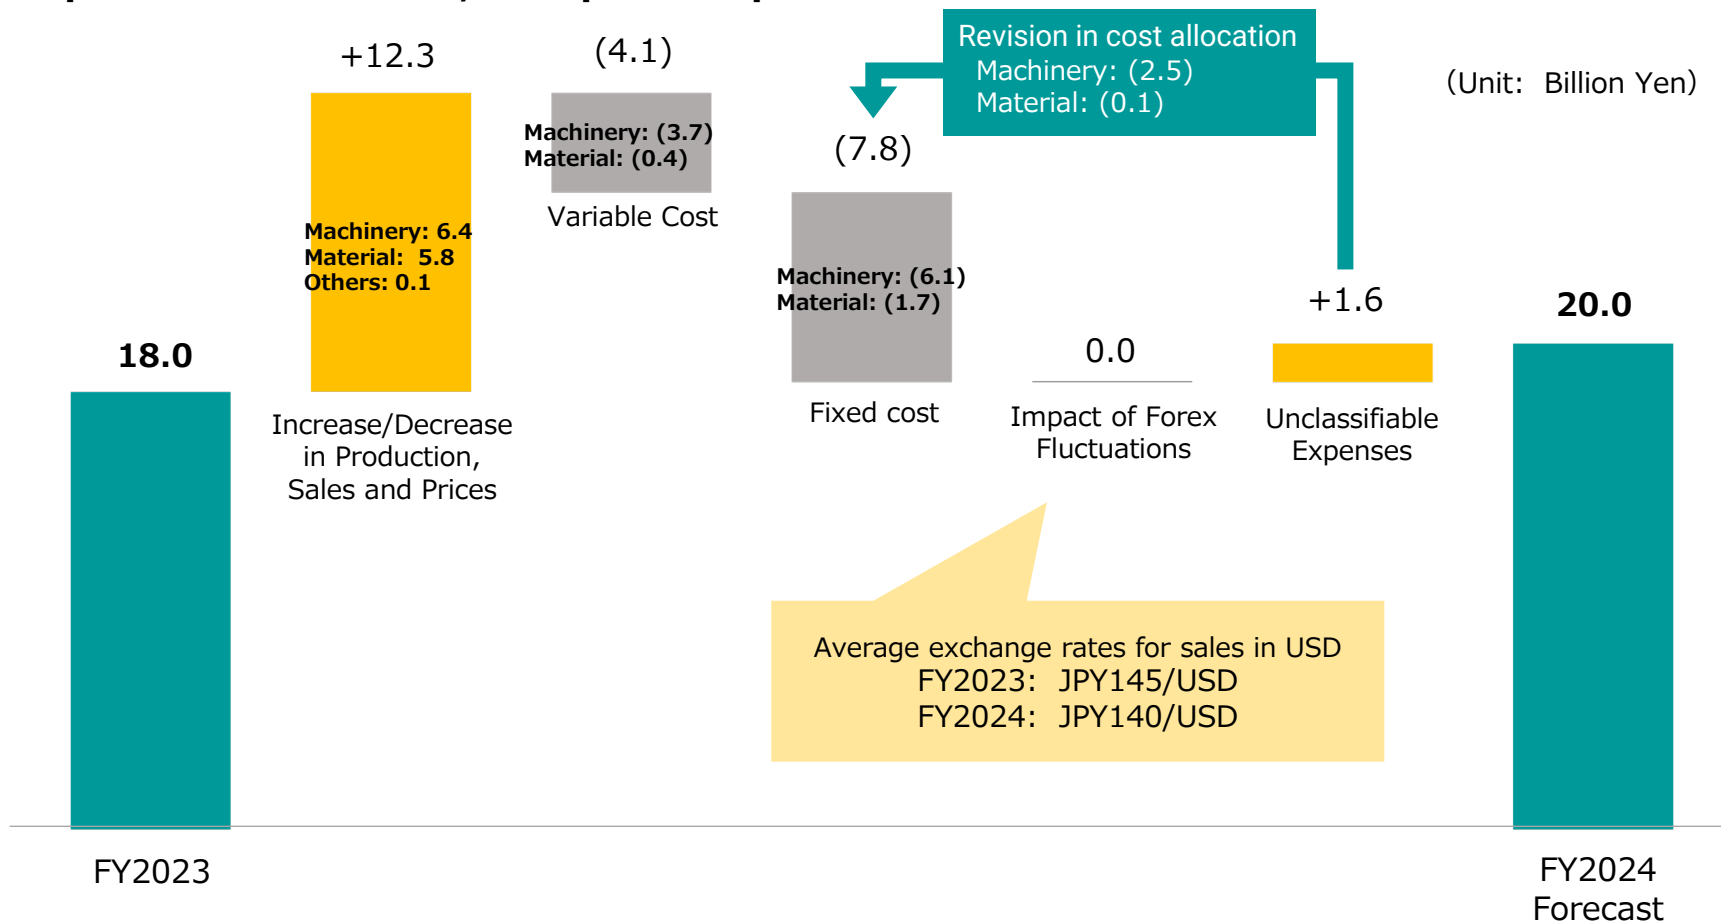 +12.3
(4.1)
Revision in cost allocation
Machinery: (2.5)
Material: (0.1)
(Unit: Billion Yen)
Machinery: (3.7)
Material: (0.4)
(7.8)
Variable Cost
Machinery: 6.4
Material: 5.8
Others: 0.1
Machinery: (6.1)
Material: (1.7)
+1.6
20.0
18.0
0.0
Fixed cost
Impact of Forex
Fluctuations
Unclassifiable
Expenses
Increase/Decrease
in Production,
Sales and Prices
Average exchange rates for sales in USD
FY2023: JPY145/USD
FY2024: JPY140/USD
FY2023
FY2024
Forecast